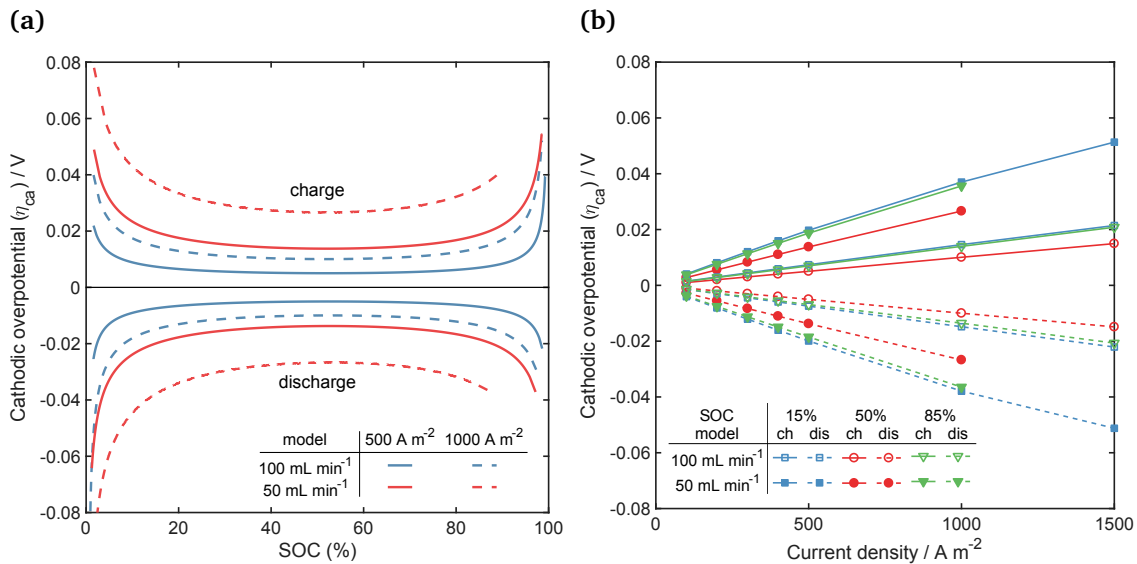 (a)
0.08
0.06
0.04
0.02
0
-0.02
-0.04
-0.06
-0.08
Cathodic overpotential (η_ca) / V
charge
discharge
model 500 A m⁻² 1000 A m⁻²
100 mL min⁻¹
50 mL min⁻¹
0 20 40 60 80 100
SOC (%)
(b)
0.08
0.06
0.04
0.02
0
-0.02
-0.04
-0.06
-0.08
Cathodic overpotential (η_ca) / V
SOC 15% 50% 85%
model ch dis ch dis ch dis
100 mL min⁻¹
50 mL min⁻¹
0 500 1000 1500
Current density / A m⁻²